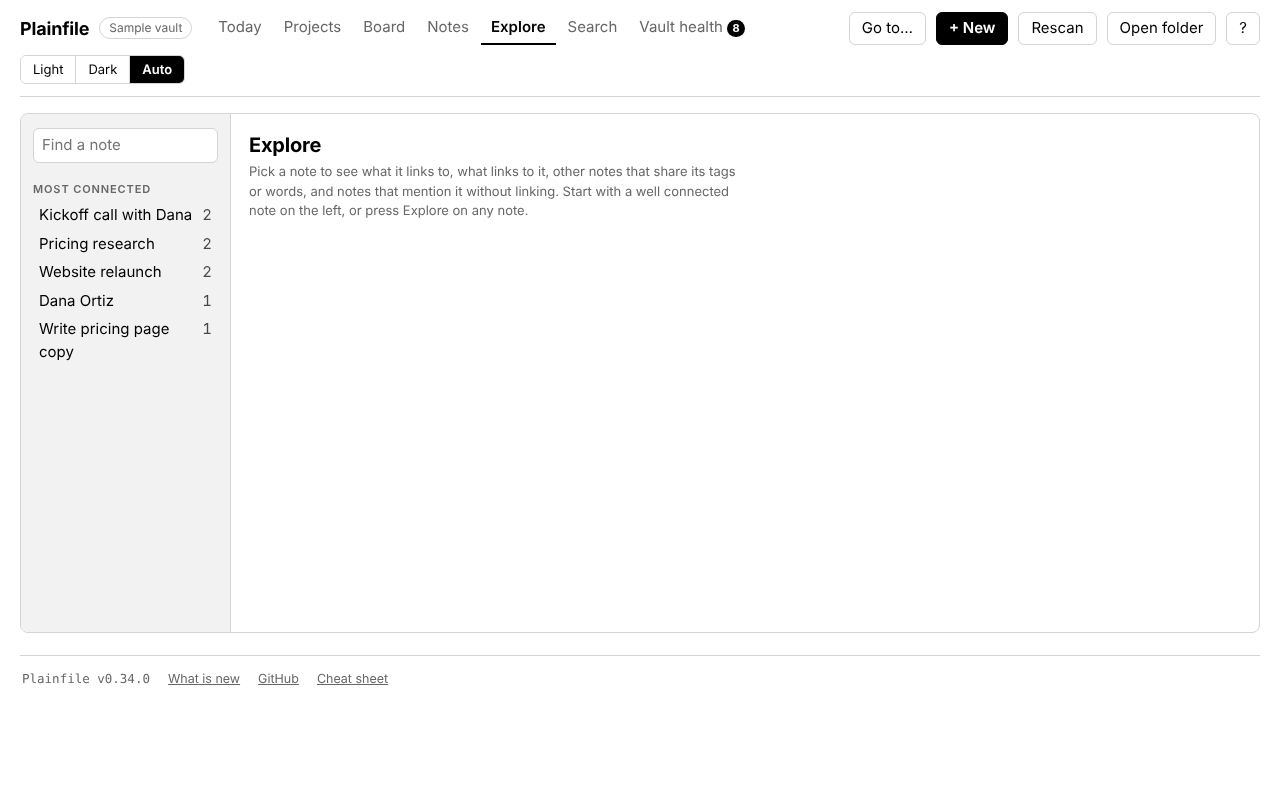 Plainfile Sample vault Today Projects Board Notes Explore Search Vault health 8 Go to... + New Rescan Open folder ?
Light Dark Auto
Find a note
MOST CONNECTED
Kickoff call with Dana 2
Pricing research 2
Website relaunch 2
Dana Ortiz 1
Write pricing page 1
copy
Explore
Pick a note to see what it links to, what links to it, other notes that share its tags
or words, and notes that mention it without linking. Start with a well connected
note on the left, or press Explore on any note.
Plainfile v0.34.0 What is new GitHub Cheat sheet